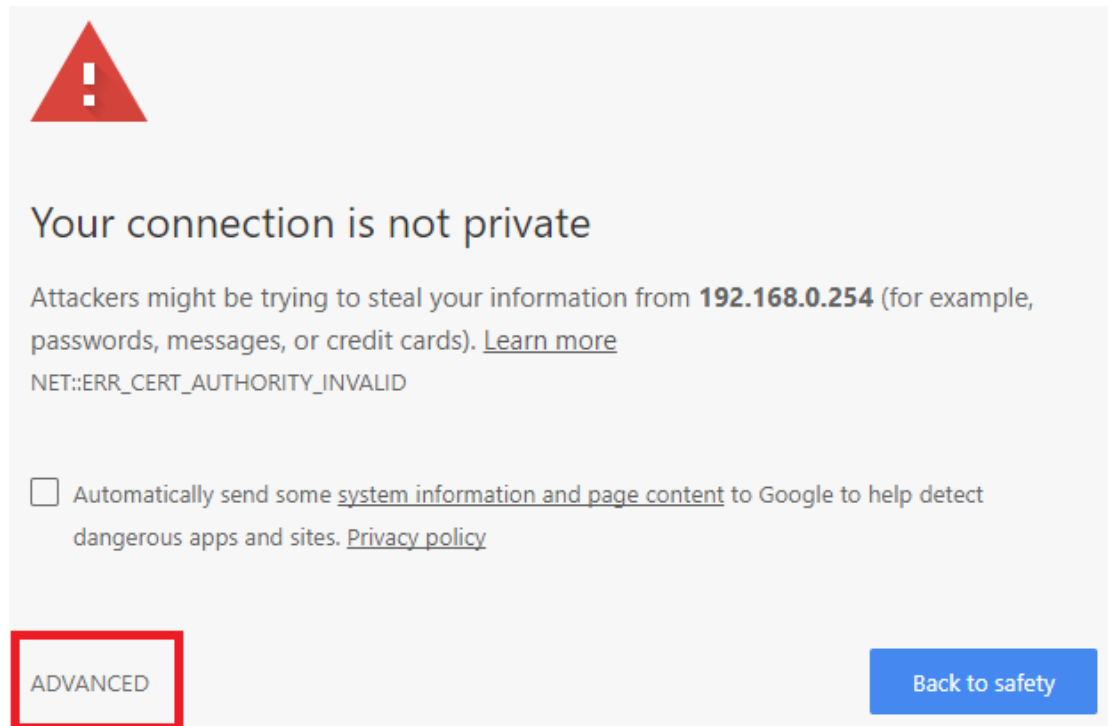 Your connection is not private
Attackers might be trying to steal your information from 192.168.0.254 (for example,
passwords, messages, or credit cards). Learn more
NET::ERR_CERT_AUTHORITY_INVALID
Automatically send some system information and page content to Google to help detect
dangerous apps and sites. Privacy policy
ADVANCED
Back to safety